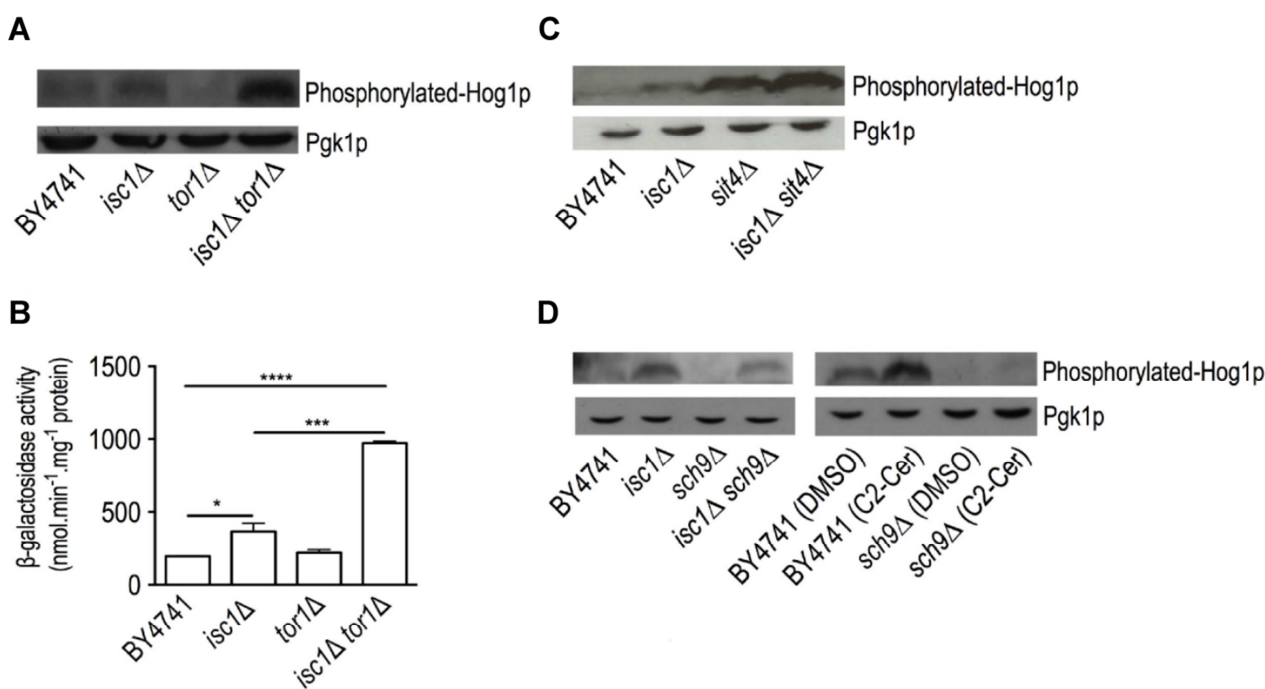 A
Phosphorylated-Hog1p
Pgk1p
BY4741
isc1Δ
tor1Δ
isc1Δ tor1Δ
B
β-galactosidase activity
(nmol.min⁻¹.mg⁻¹ protein)
1500
1000
500
0
****
***
*
BY4741
isc1Δ
tor1Δ
isc1Δ tor1Δ
C
Phosphorylated-Hog1p
Pgk1p
BY4741
isc1Δ
sit4Δ
isc1Δ sit4Δ
D
Phosphorylated-Hog1p
Pgk1p
BY4741
isc1Δ
sch9Δ
isc1Δ sch9Δ
BY4741 (DMSO)
BY4741 (C2-Cer)
sch9Δ (DMSO)
sch9Δ (C2-Cer)